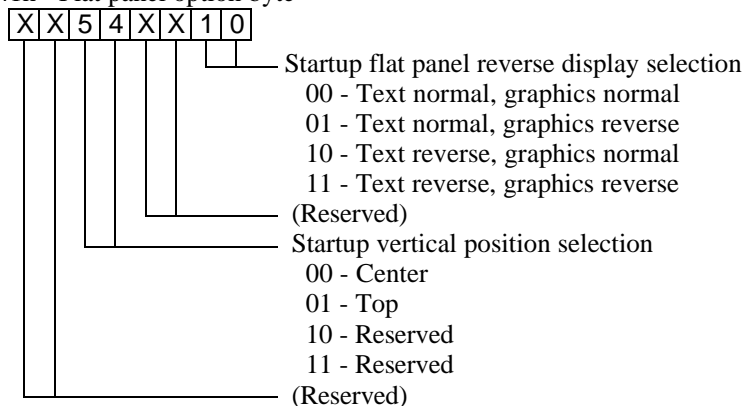 Flat panel option byte
X X 5 4 X X 1 0
Startup flat panel reverse display selection
00 - Text normal, graphics normal
01 - Text normal, graphics reverse
10 - Text reverse, graphics normal
11 - Text reverse, graphics reverse
(Reserved)
Startup vertical position selection
00 - Center
01 - Top
10 - Reserved
11 - Reserved
(Reserved)